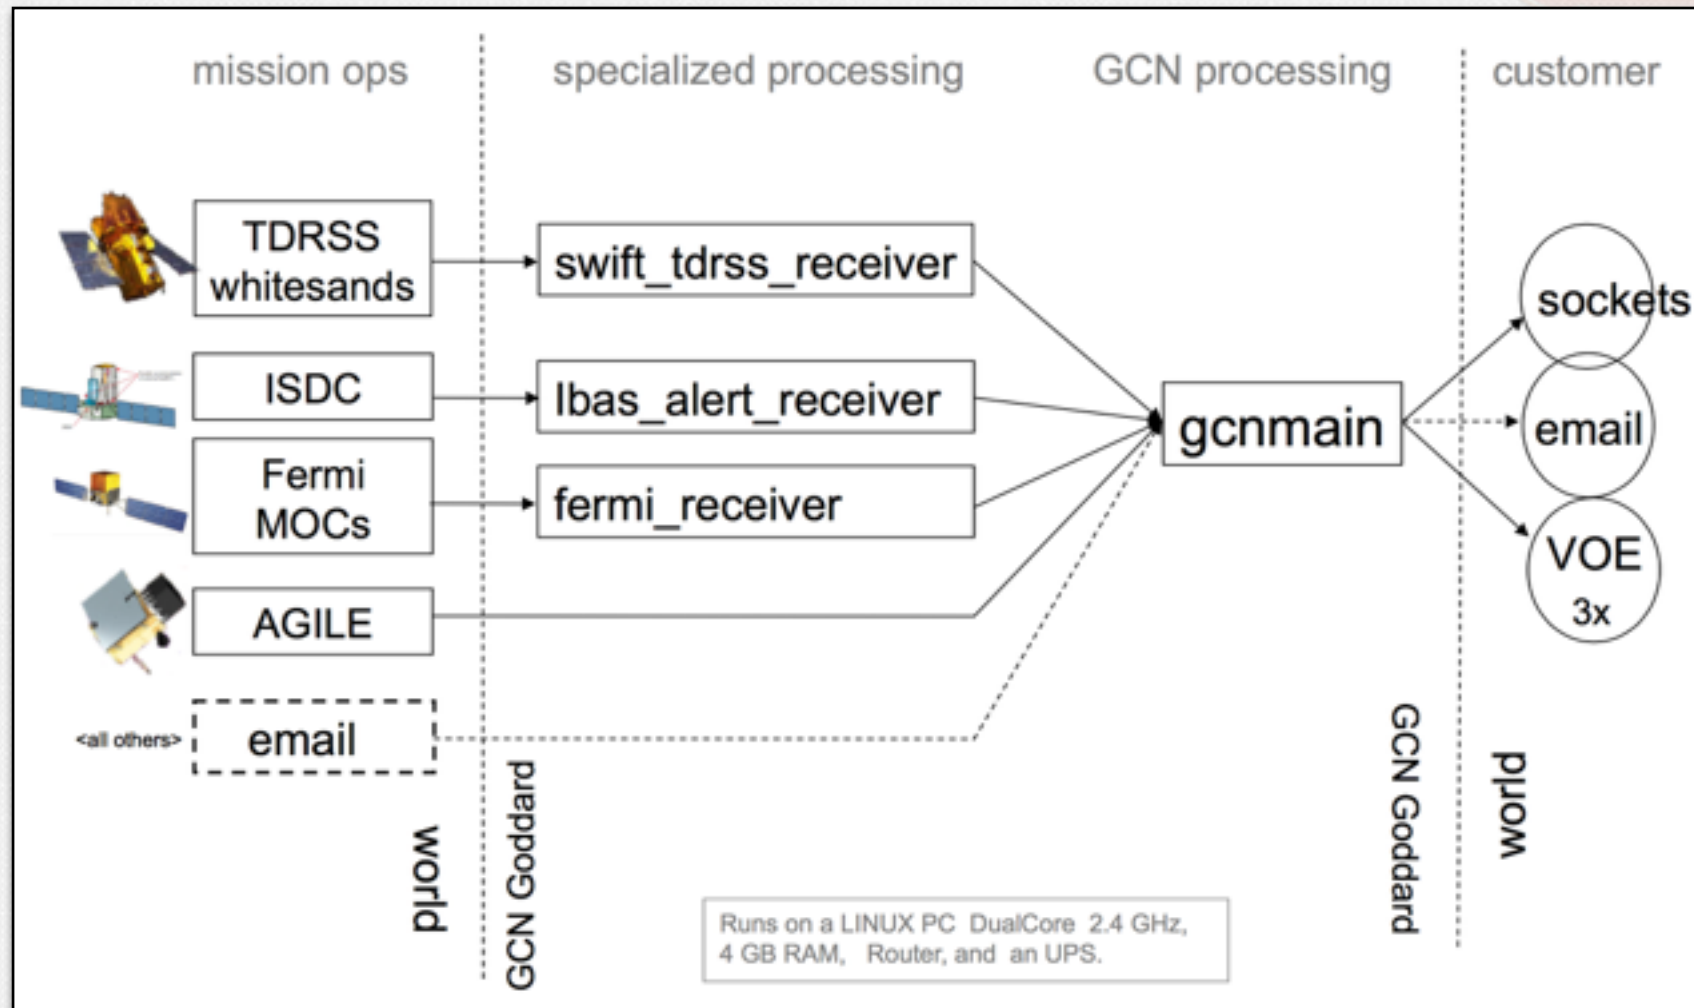 mission ops
specialized processing
GCN processing
customer
TDRSS
whitesands
swift_tdrss_receiver
sockets
ISDC
Ibas_alert_receiver
gcnmain
email
Fermi
MOCs
fermi_receiver
VOE
3x
AGILE
<all others>
email
world
GCN Goddard
GCN Goddard
world
Runs on a LINUX PC DualCore 2.4 GHz,
4 GB RAM, Router, and an UPS.